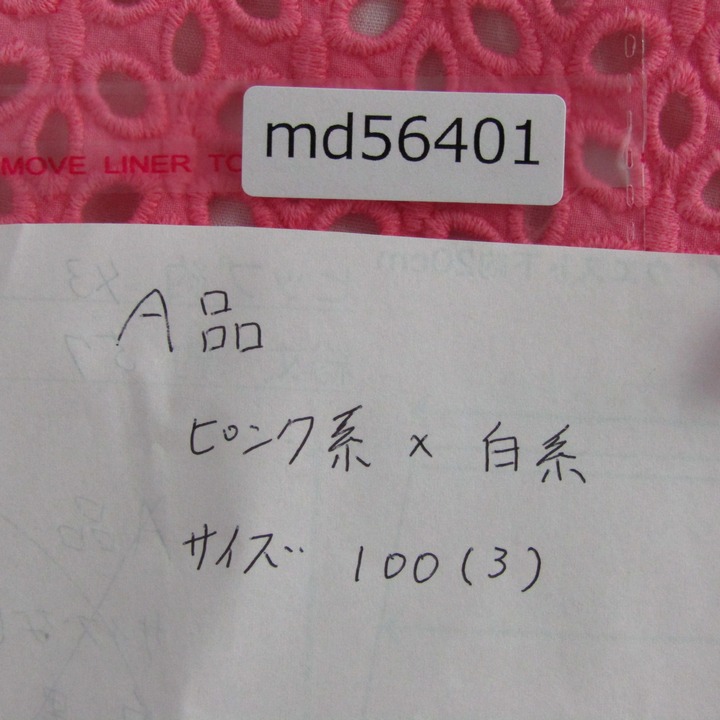 md56401
MOVE LINER TO
A品
ピンク系 × 白系
サイズ 100(3)